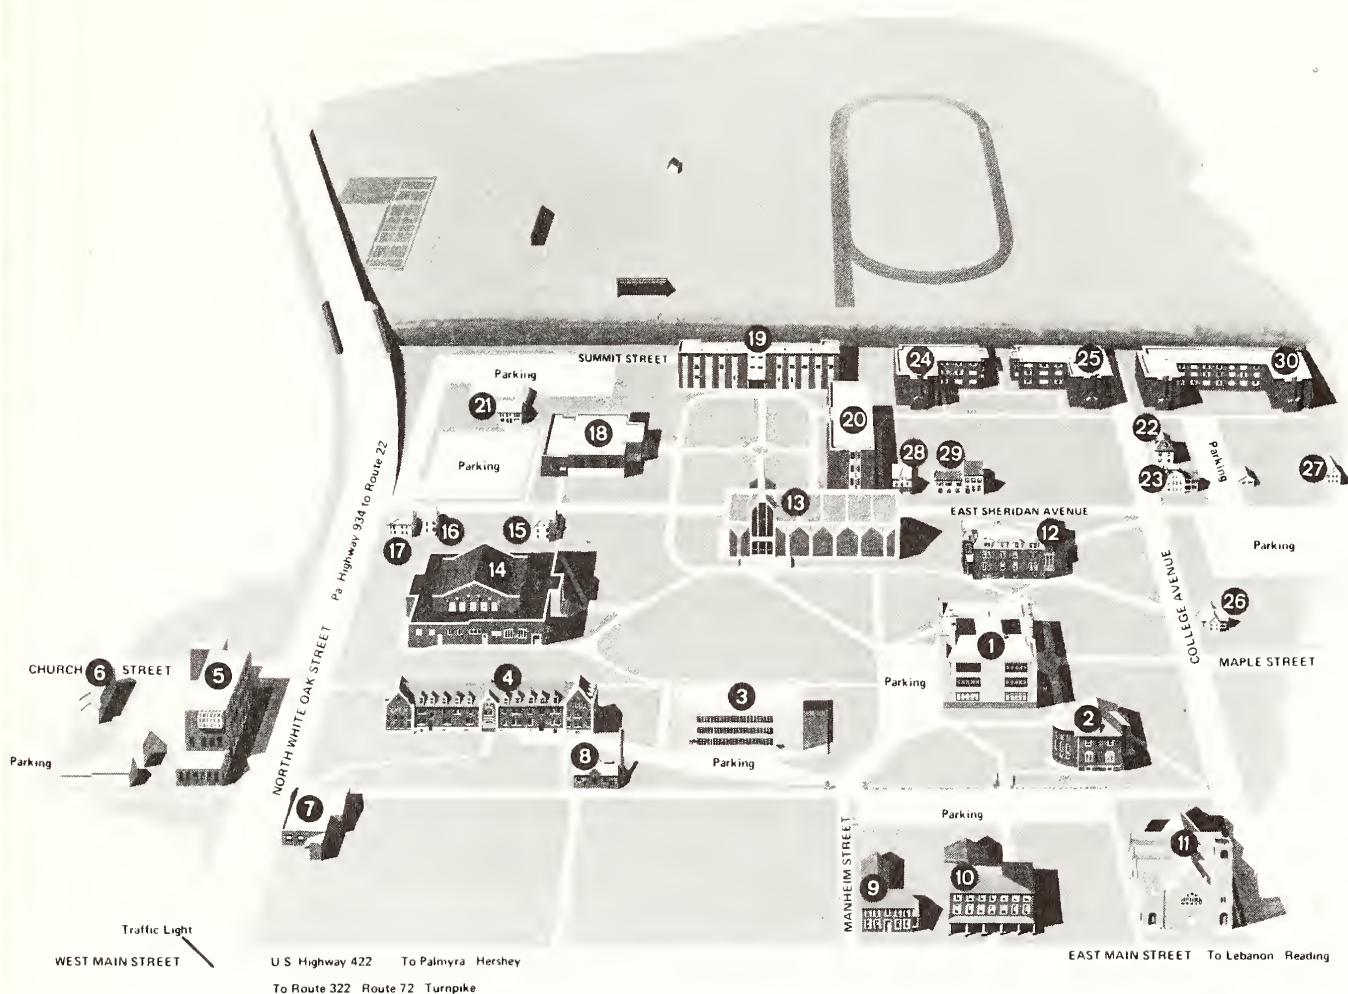 19
24
25
30
SUMMIT STREET
Parking
21
20
18
22
Parking
28
29
Parking
23
27
13
EAST SHERIDAN AVENUE
Pa Highway 934 to Route 22
17
16
15
12
Parking
14
COLLEGE AVENUE
26
1
CHURCH STREET
6
5
MAPLE STREET
4
Parking
3
2
NORTH WHITE OAK STREET
8
Parking
Parking
7
Parking
MANHEIM STREET
11
9
10
Traffic Light
WEST MAIN STREET
U S Highway 422 To Palmyra Hershey
EAST MAIN STREET To Lebanon Reading
To Route 322 Route 72 Turnpike